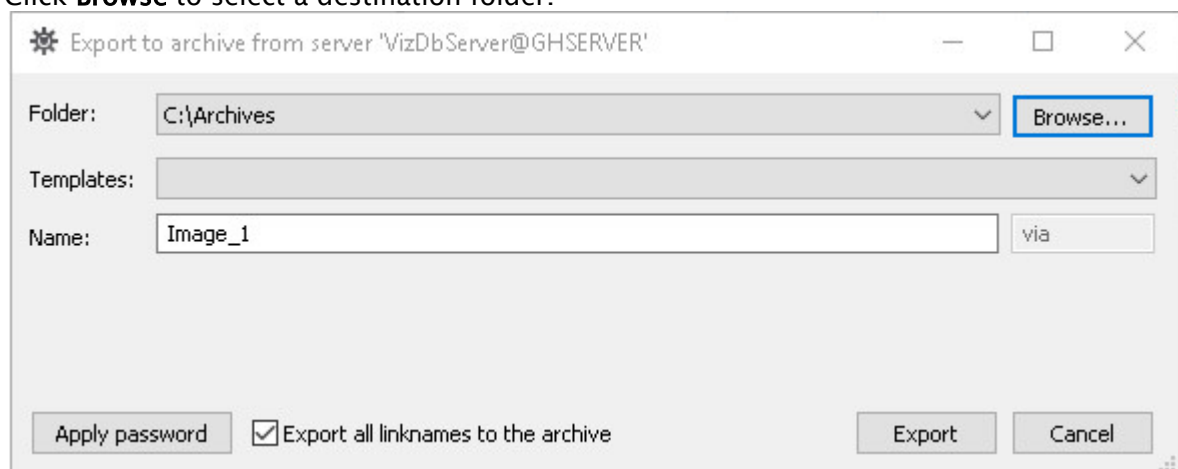 Click Browse to select a destination folder.
Export to archive from server 'VizDbServer@GHSERVER'
Folder: C:\Archives Browse...
Templates:
Name: Image_1 via
Apply password Export all linknames to the archive Export Cancel